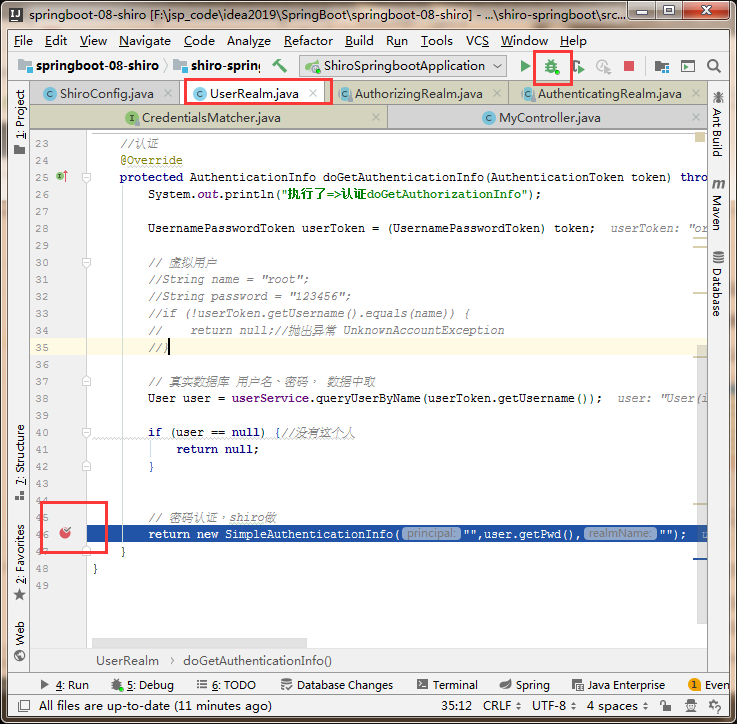 springboot-08-shiro [F:\jsp_code\idea2019\SpringBoot\springboot-08-shiro] - ...\shiro-springboot\src...
File Edit View Navigate Code Analyze Refactor Build Run Tools VCS Window Help
springboot-08-shiro shiro-spring ShiroSpringbootApplication
ShiroConfig.java UserRealm.java AuthorizingRealm.java AuthenticatingRealm.java
CredentialsMatcher.java MyController.java
1: Project
7: Structure
2: Favorites
Web
Ant Build
Maven
Database
23 //认证
24 @Override
25 protected AuthenticationInfo doGetAuthenticationInfo(AuthenticationToken token) thro
26 System.out.println("执行了=>认证doGetAuthorizationInfo");
27
28 UsernamePasswordToken userToken = (UsernamePasswordToken) token; userToken: "or
29
30 // 虚拟用户
31 //String name = "root";
32 //String password = "123456";
33 //if (!userToken.getUsername().equals(name)) {
34 // return null;//抛出异常 UnknownAccountException
35 //}
36
37 // 真实数据库 用户名、密码, 数据中取
38 User user = userService.queryUserByName(userToken.getUsername()); user: "User(i
39
40 if (user == null) {//没有这个人
41 return null;
42 }
43
44
45 // 密码认证,shiro做
46 return new SimpleAuthenticationInfo( principal: "",user.getPwd(), realmName: "");
47 }
48 }
49
UserRealm doGetAuthenticationInfo()
4: Run 5: Debug 6: TODO Database Changes Terminal Spring Java Enterprise 1 Even
All files are up-to-date (11 minutes ago) 35:12 CRLF UTF-8 4 spaces